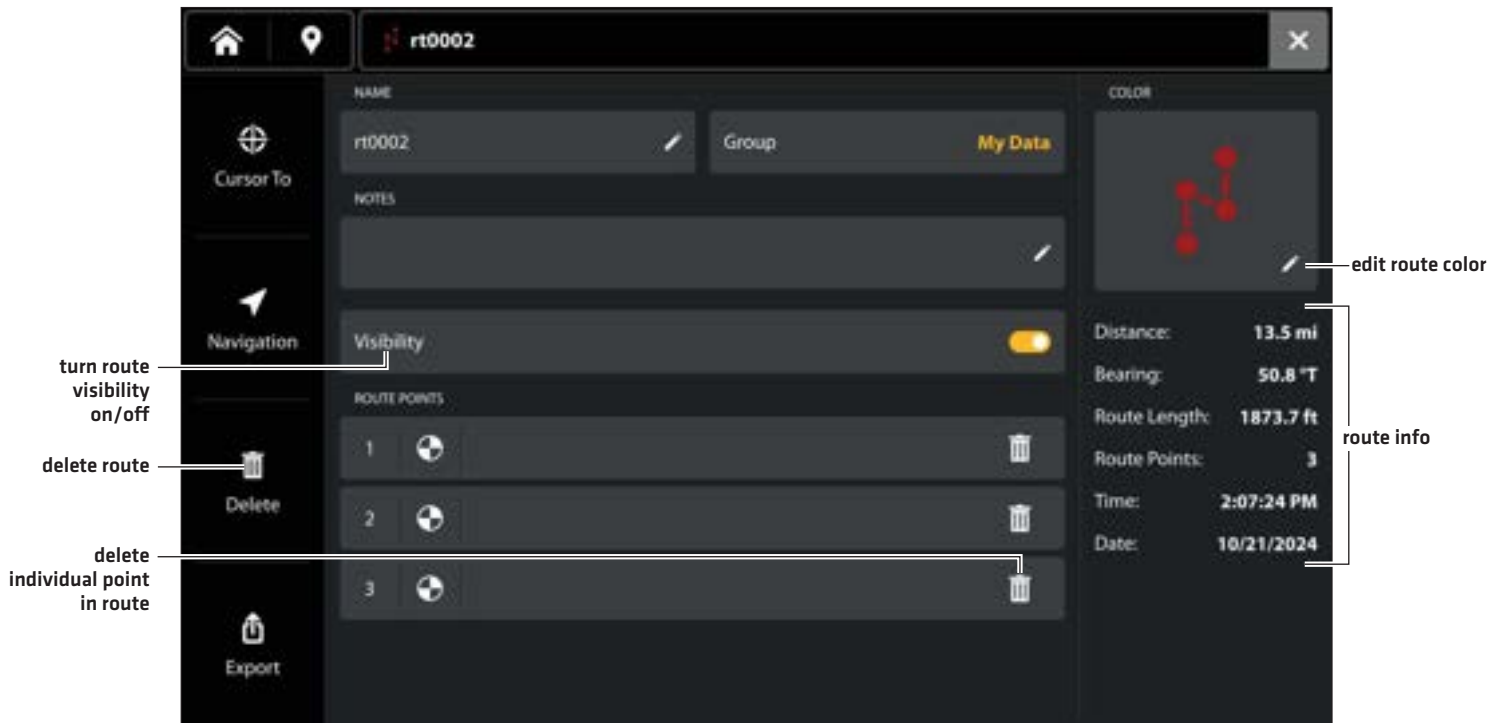 rt0002
NAME
COLOR
rt0002
Group
My Data
Cursor To
NOTES
edit route color
Navigation
Visibility
turn route
visibility
on/off
Distance: 13.5 mi
Bearing: 50.8 °T
Route Length: 1873.7 ft
Route Points: 3
Time: 2:07:24 PM
Date: 10/21/2024
route info
ROUTE POINTS
1
delete route
Delete
2
delete
individual point
in route
3
Export